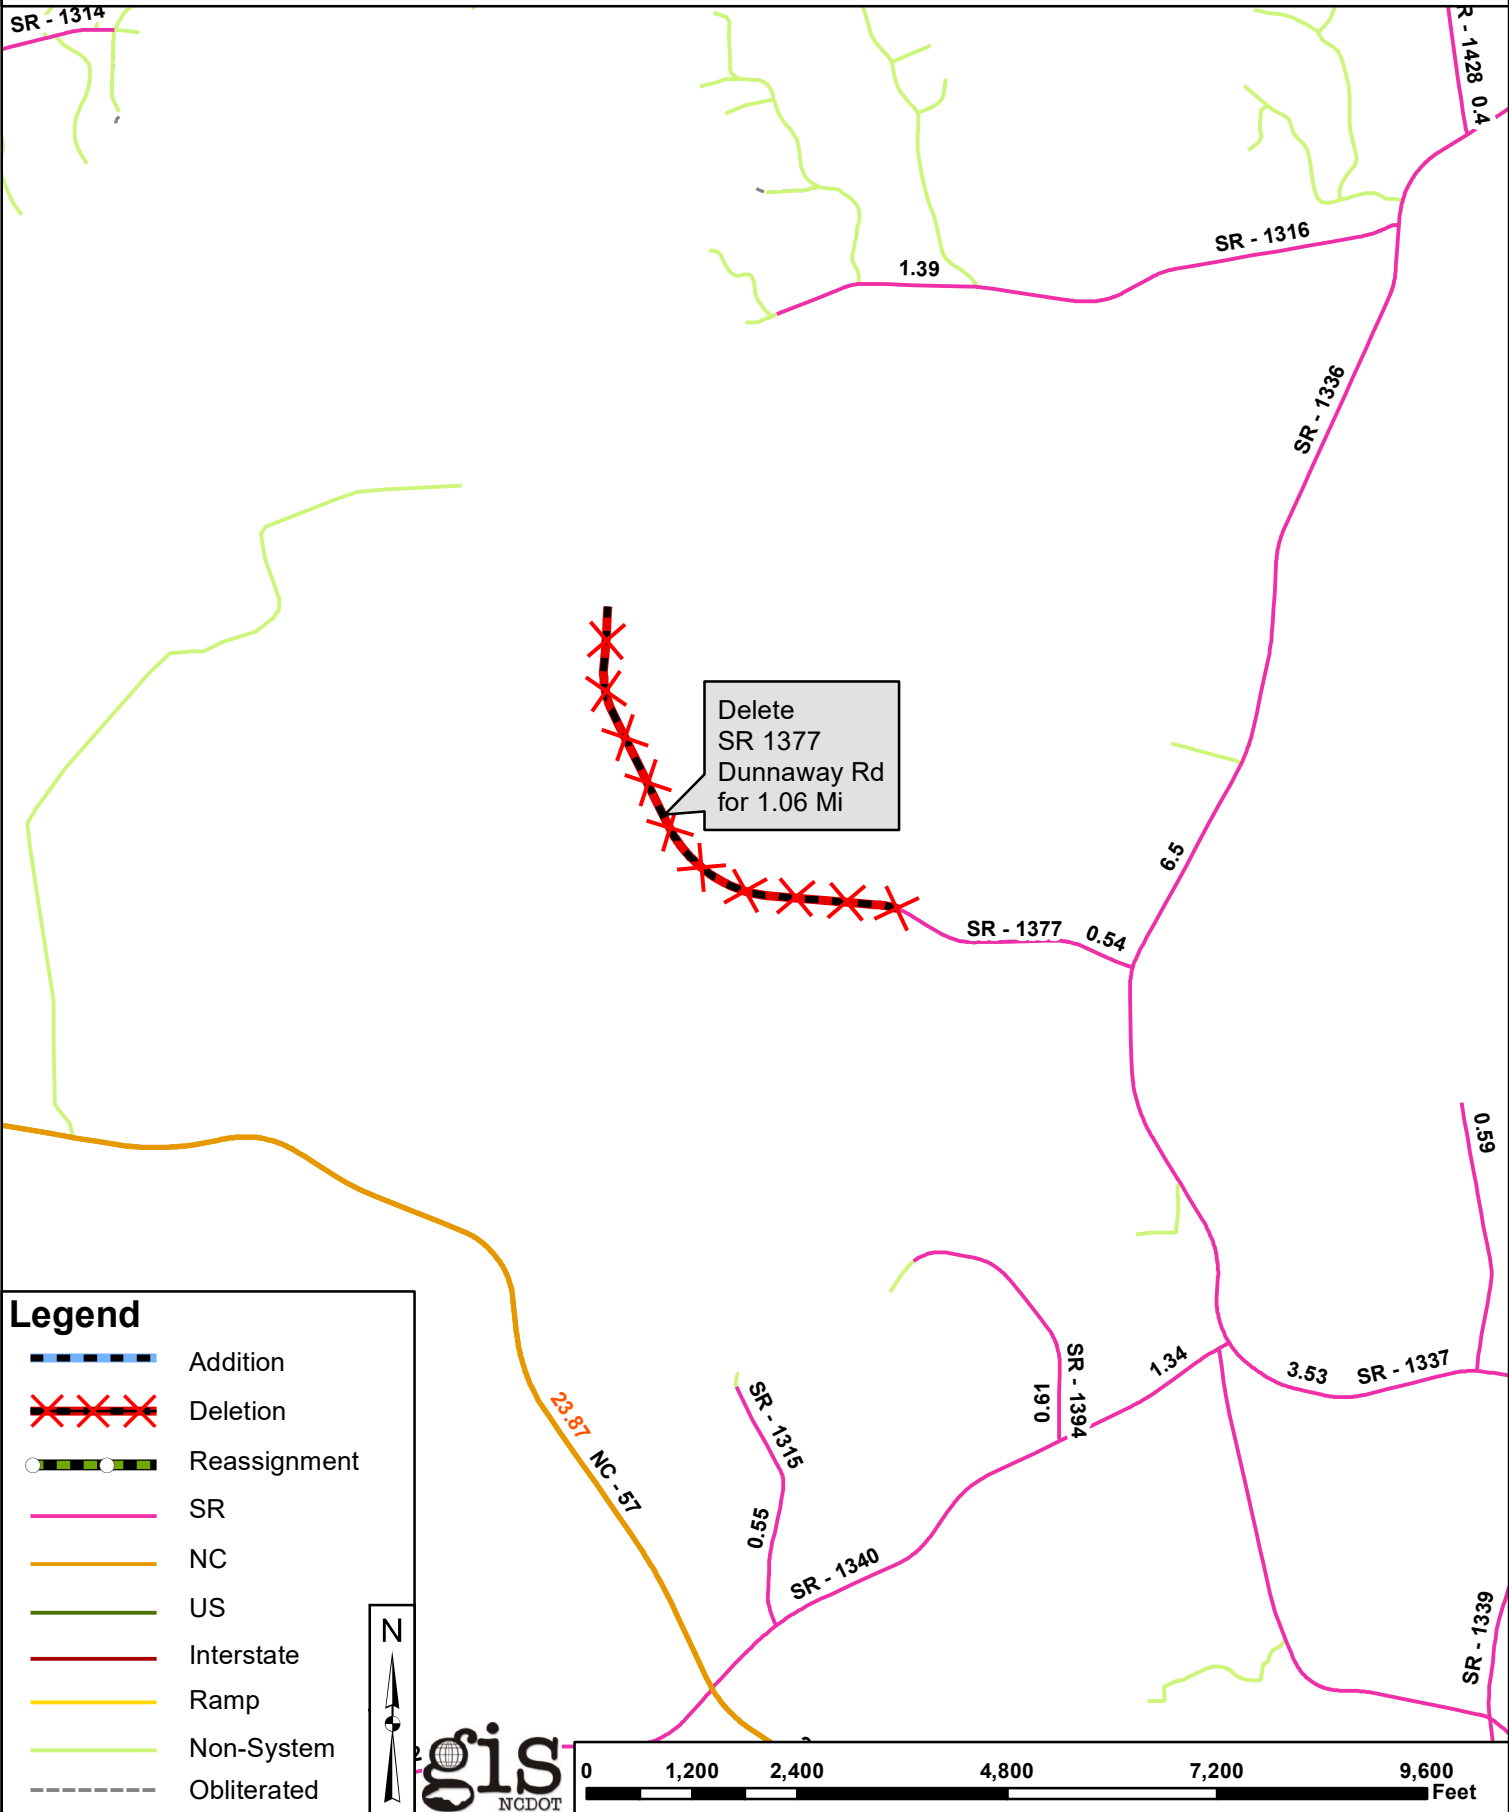 SR - 1314
R - 1428 0.4
SR - 1316
1.39
SR - 1336
Delete
SR 1377
Dunnaway Rd
for 1.06 Mi
6.5
SR - 1377 0.54
0.59
1.34
3.53 SR - 1337
SR - 1394
0.61
SR - 1315
23.87 NC - 57
0.55
SR - 1340
SR - 1339
Legend
Addition
Deletion
Reassignment
SR
NC
US
Interstate
Ramp
Non-System
Obliterated
N
gis
NCDOT
0 1,200 2,400 4,800 7,200 9,600
Feet